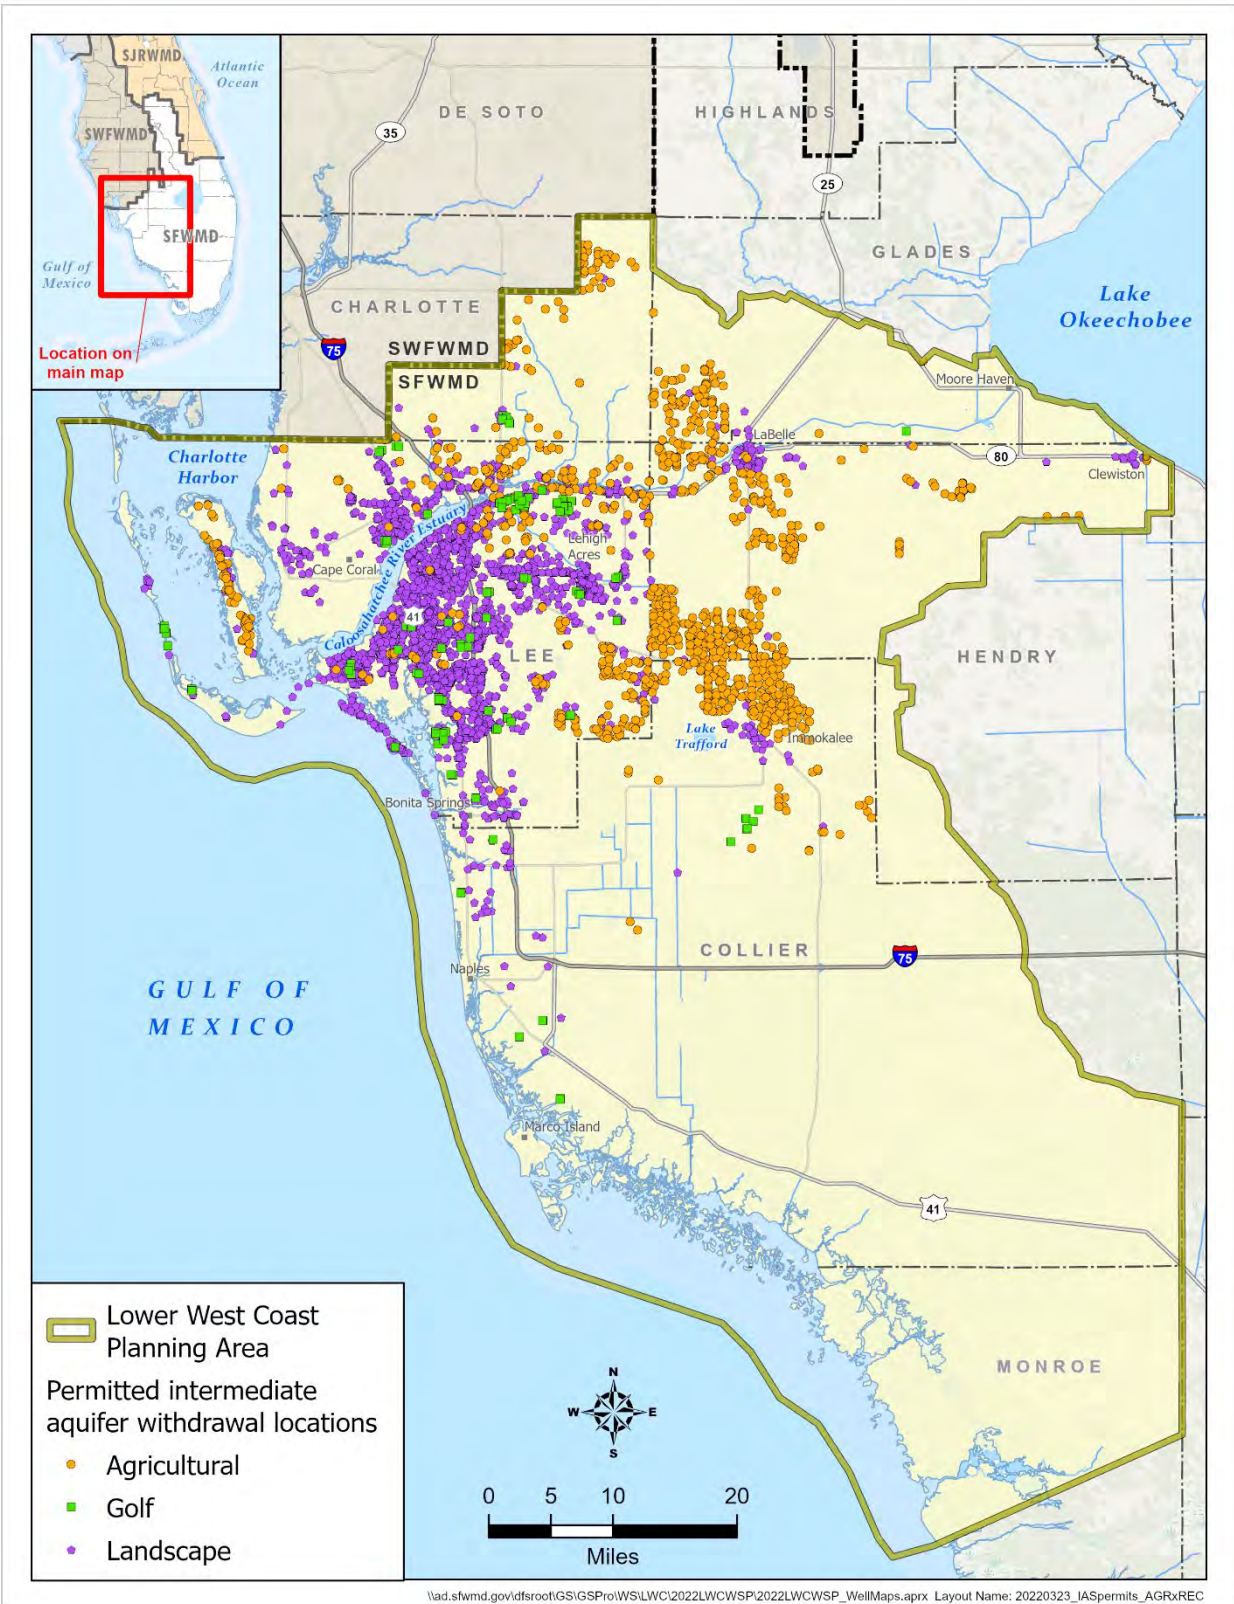 SJRWMD
Atlantic
Ocean
SWFWMD
SFWMD
Gulf of
Mexico
Location on
main map
DE SOTO
HIGHLANDS
35
25
GLADES
CHARLOTTE
Lake
Okeechobee
75
SWFWMD
SFWMD
Moore Haven
LaBelle
Charlotte
Harbor
80
Clewiston
Caloosahatchee River Estuary
Lehigh
Acres
Cape Coral
41
LEE
HENDRY
Lake
Trafford
Immokalee
Bonita Springs
COLLIER
75
Naples
GULF OF
MEXICO
Marco Island
41
MONROE
Lower West Coast
Planning Area
Permitted intermediate
aquifer withdrawal locations
Agricultural
Golf
Landscape
N
W E
S
0 5 10 20
Miles
\\ad.sfwmd.gov\dfsroot\GS\GSPro\WS\LWC\2022LWCWSP\2022LWCWSP_WellMaps.aprx Layout Name: 20220323_IASpermits_AGRxREC